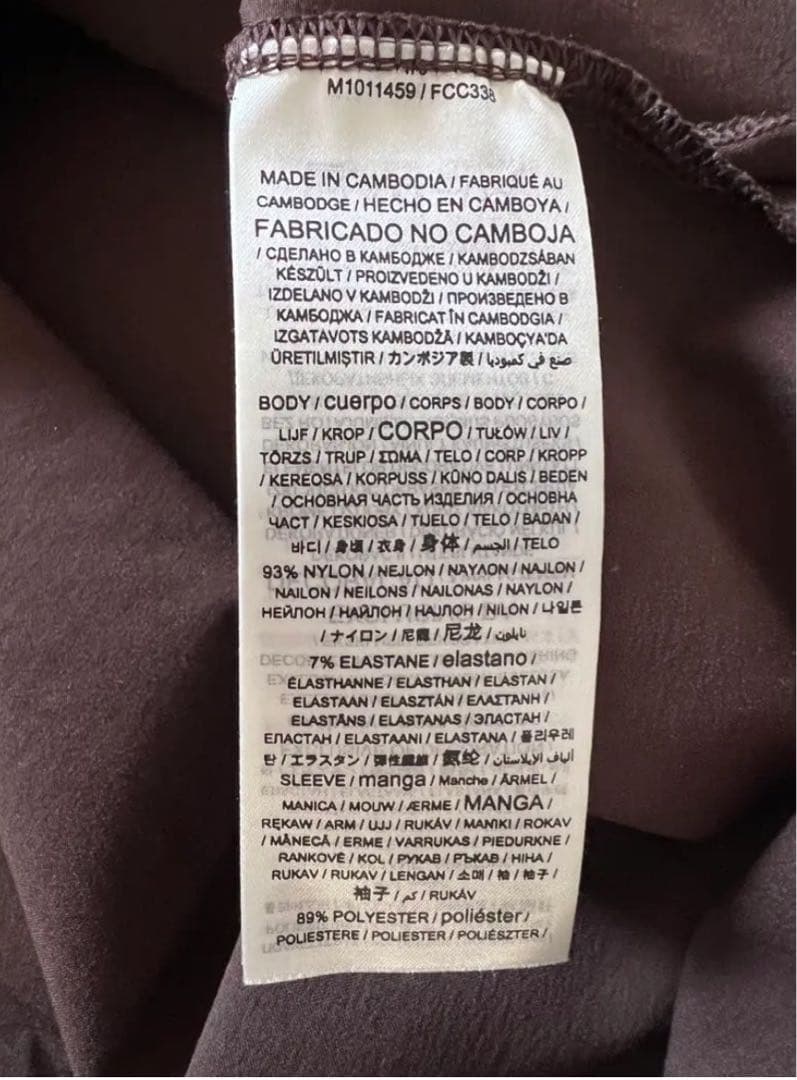 M1011459 / FCC338
MADE IN CAMBODIA / FABRIQUÉ AU
CAMBODGE / HECHO EN CAMBOYA /
FABRICADO NO CAMBOJA
/ СДЕЛАНО В КАМБОДЖЕ / KAMBODZSÁBAN
KÉSZÜLT / PROIZVEDENO U KAMBODŽI /
IZDELANO V KAMBODŽI / ПРОИЗВЕДЕНО В
КАМБОДЖА / FABRICAT ÎN CAMBODGIA /
IZGATAVOTS KAMBODŽĀ / KAMBOÇYA'DA
ÜRETILMIŞTIR / カンボジア製 / صنع في كمبوديا
BODY / cuerpo / CORPS / BODY / CORPO /
LIJF / KROP / CORPO / TUŁÓW / LIV /
TÖRZS / TRUP / ΣΩΜΑ / TELO / CORP / KROPP
/ KEREOSA / KORPUSS / KŪNO DALIS / BEDEN
/ ОСНОВНАЯ ЧАСТЬ ИЗДЕЛИЯ / ОСНОВНА
ЧАСТ / KESKIOSA / TIJELO / TELO / BADAN /
바디 / 身頃 / 衣身 / 身体 / الجسم / TELO
93% NYLON / NEJLON / ΝΑΥΛΟΝ / NAJLON /
NAILON / NEILONS / NAILONAS / NAYLON /
НЕЙЛОН / НАЙЛОН / НАЈЛОН / NILON / 나일론
/ ナイロン / 尼龍 / 尼龙 / نايلون
7% ELASTANE / elastano /
ÉLASTHANNE / ELASTHAN / ELASTAN /
ELASTAAN / ELASZTÁN / ΕΛΑΣΤΑΝΗ /
ELASTĀNS / ELASTANAS / ЭЛАСТАН /
ЕЛАСТАН / ELASTAANI / ELASTANA / 폴리우레
탄 / エラスタン / 彈性纖維 / 氨纶 / ألياف الإيلاستان
SLEEVE / manga / Manche / ÄRMEL /
MANICA / MOUW / ÆRME / MANGA /
RĘKAW / ARM / UJJ / RUKÁV / ΜΑΝΙΚΙ / ROKAV
/ MÂNECĂ / ERME / VARRUKAS / PIEDURKNE /
RANKOVĖ / KOL / РУКАВ / РЪКАВ / HIHA /
RUKAV / RUKAV / LENGAN / 소매 / 袖 / 袖子 /
袖子 / كم / RUKÁV
89% POLYESTER / poliéster /
POLIESTERE / POLIESTER / POLIÉSZTER /